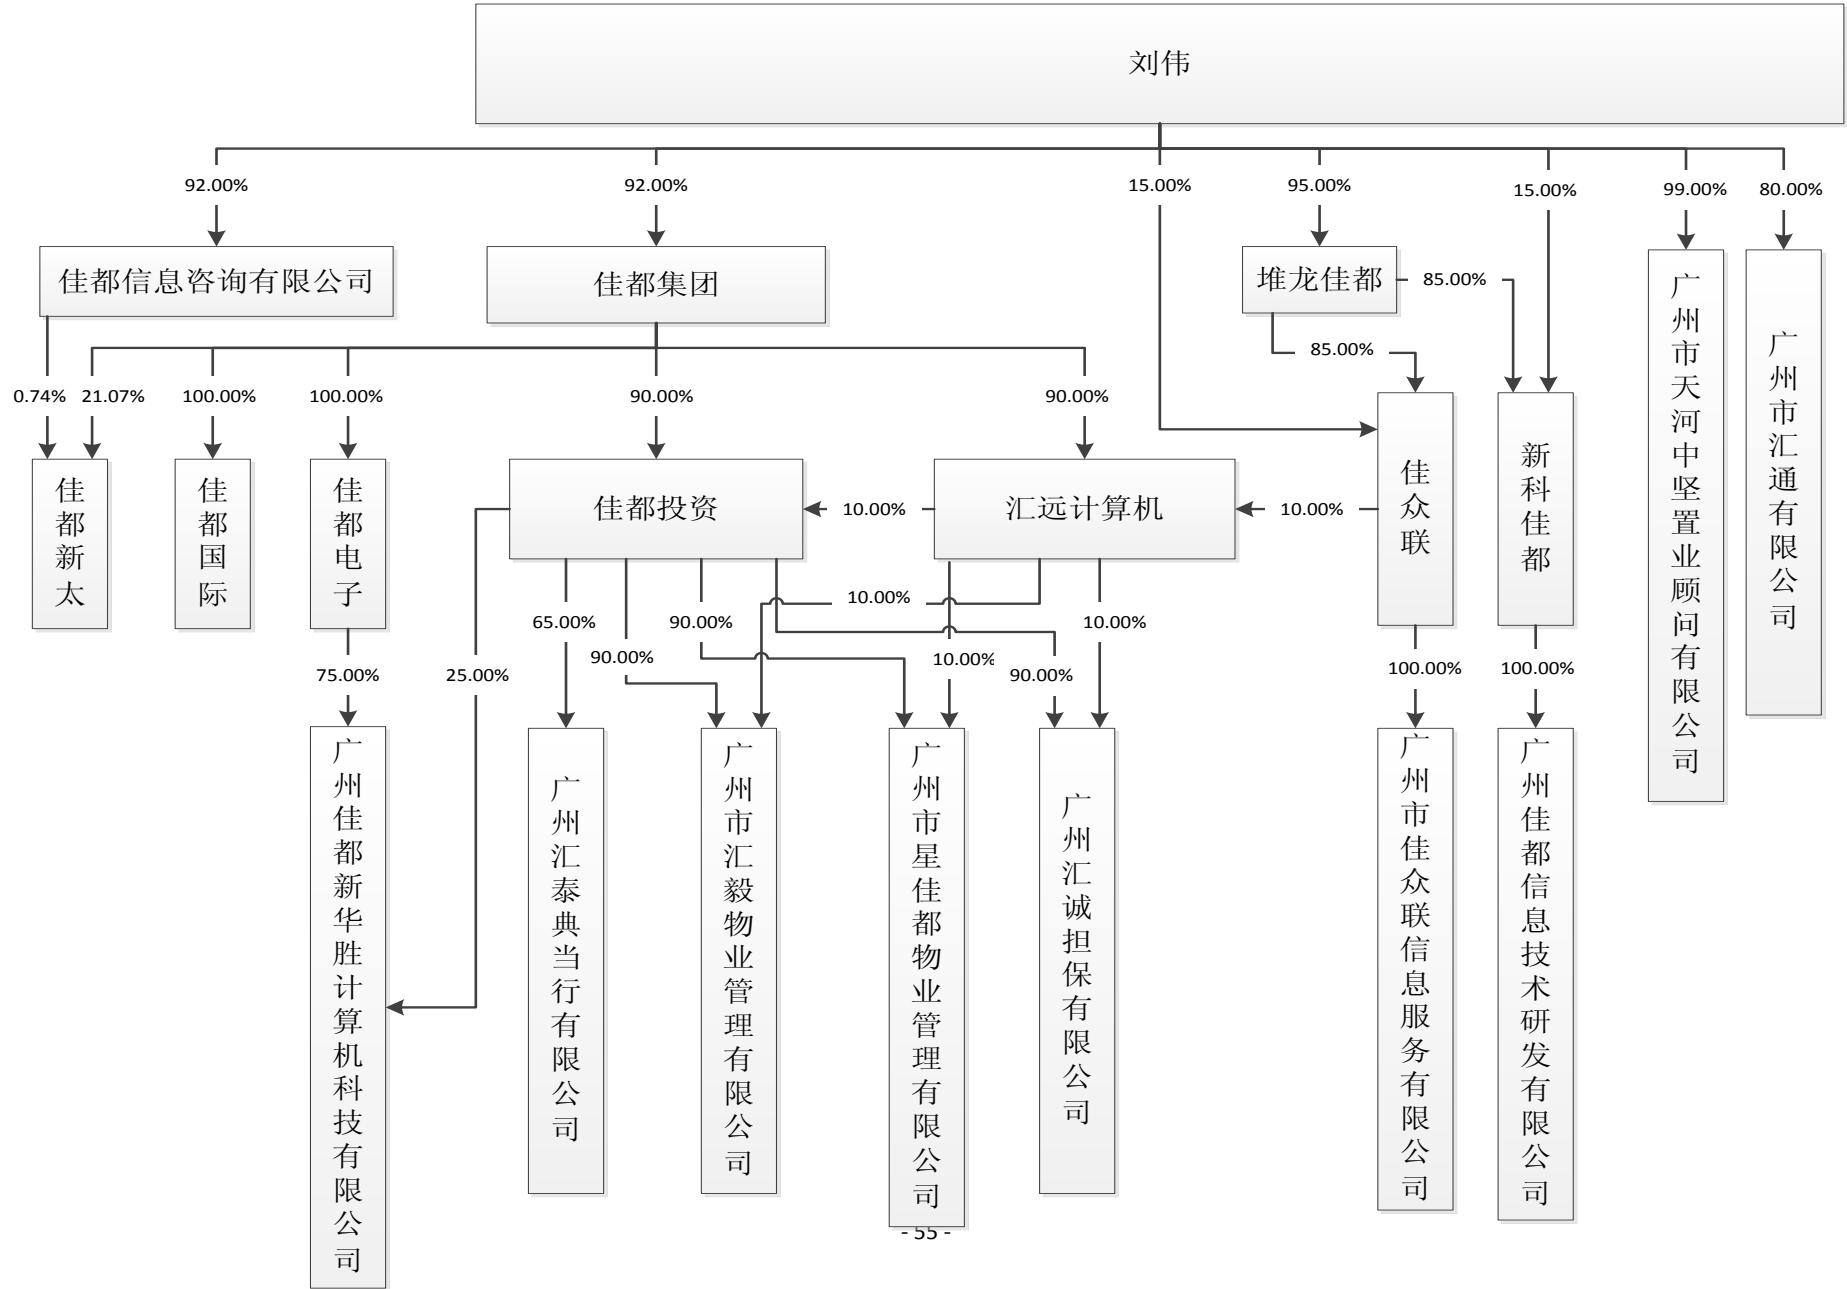 刘伟
92.00%
92.00%
15.00%
95.00%
15.00%
99.00%
80.00%
佳都信息咨询有限公司
佳都集团
堆龙佳都
85.00%
85.00%
0.74%
21.07%
100.00%
100.00%
90.00%
90.00%
佳都新太
佳都国际
佳都电子
佳都投资
10.00%
汇远计算机
10.00%
佳众联
新科佳都
广州市天河中坚置业顾问有限公司
广州市汇通有限公司
75.00%
25.00%
65.00%
90.00%
90.00%
10.00%
10.00%
90.00%
10.00%
100.00%
100.00%
广州佳都新华胜计算机科技有限公司
广州汇泰典当行有限公司
广州市汇毅物业管理有限公司
广州市星佳都物业管理有限公司
广州汇诚担保有限公司
广州市佳众联信息服务有限公司
广州佳都信息技术研发有限公司
- 55 -